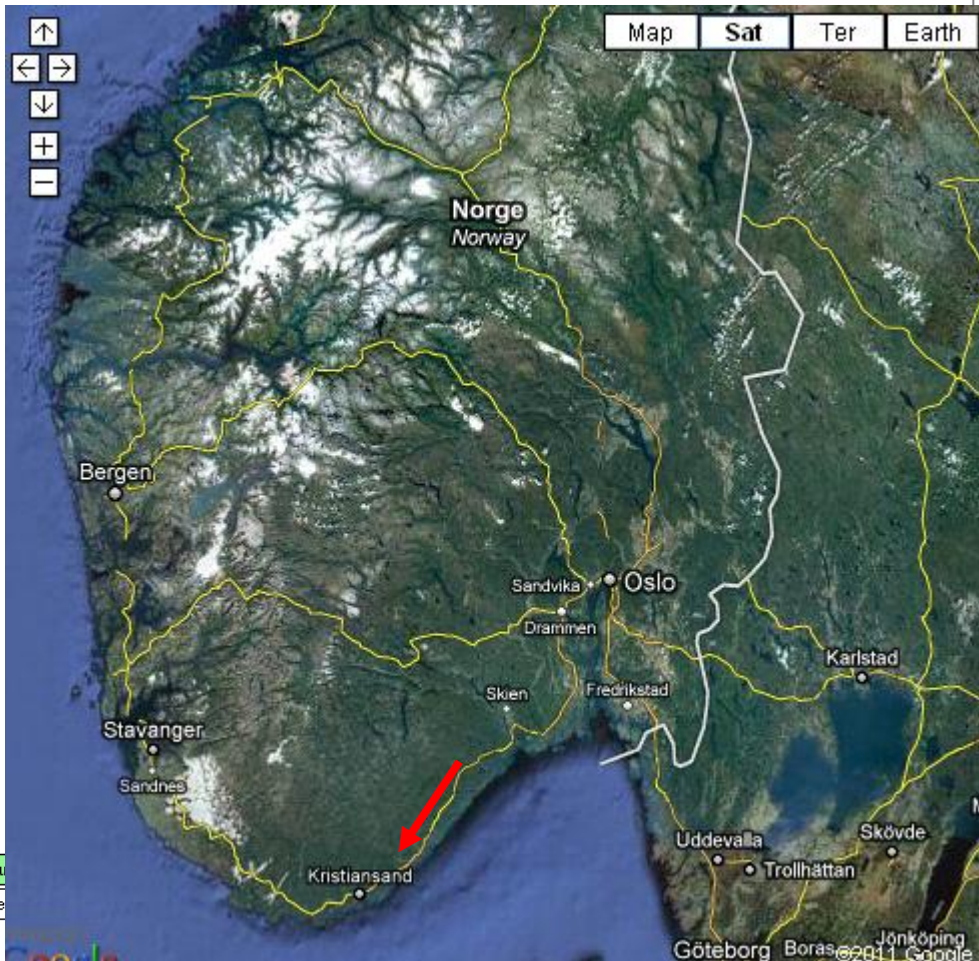 Map Sat Ter Earth
Norge
Norway
Bergen
Sandvika
Oslo
Drammen
Karlstad
Skien
Fredrikstad
Stavanger
Sandnes
Uddevalla
Skövde
Trollhättan
Kristiansand
Jönköping
Göteborg
Boras
©2011 Google